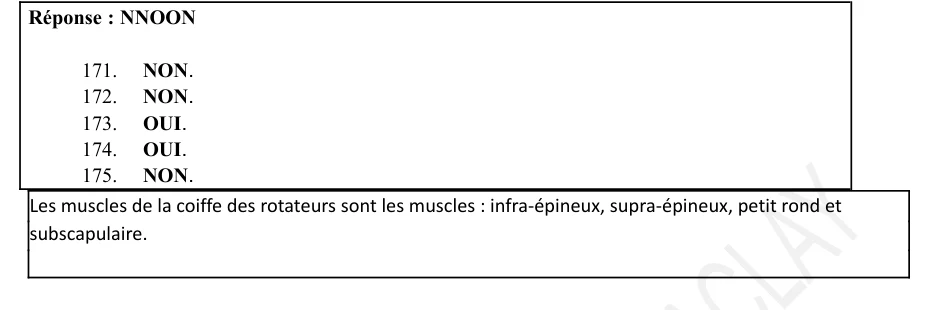 Réponse : NNOON
171. NON.
172. NON.
173. OUI.
174. OUI.
175. NON.
Les muscles de la coiffe des rotateurs sont les muscles : infra-épineux, supra-épineux, petit rond et
subscapulaire.
CLAY